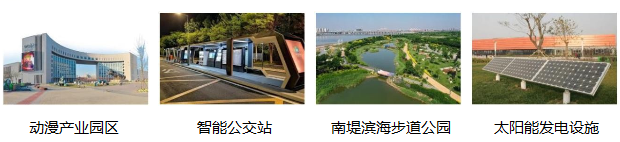 动漫产业园区
智能公交站
南堤滨海步道公园
太阳能发电设施